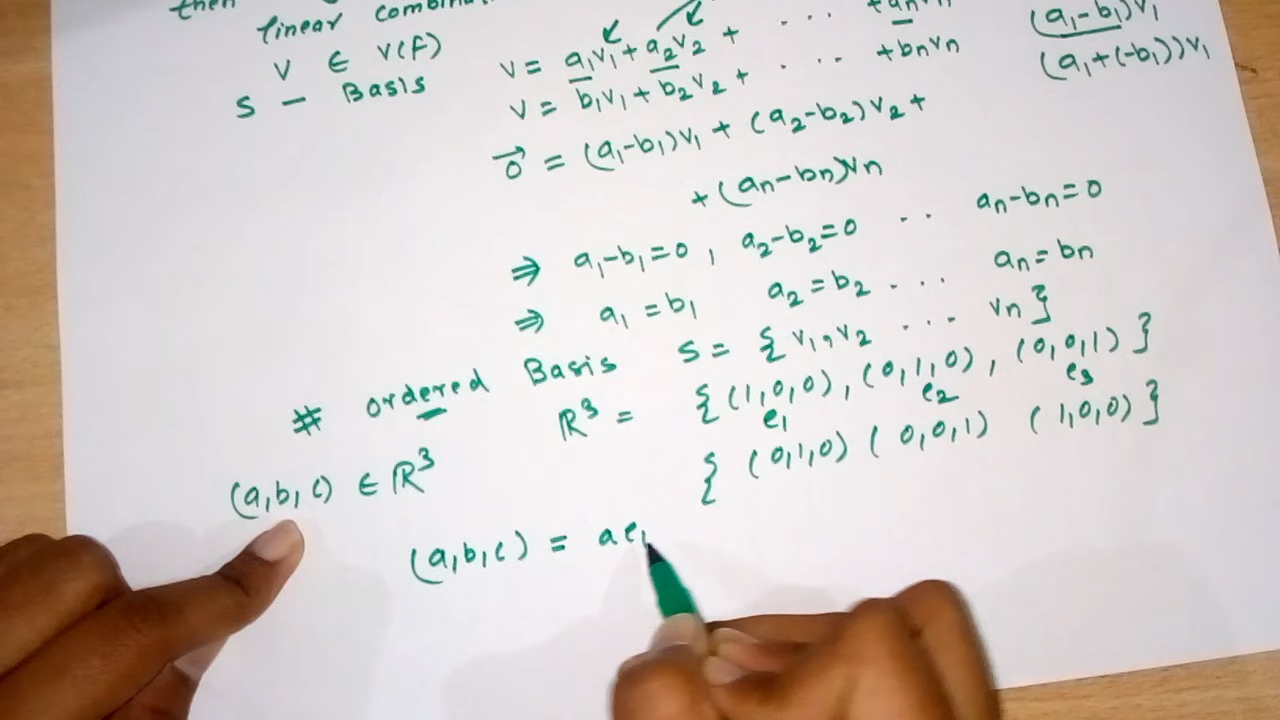 then
linear
V ∈ V(F)
S - Basis
V = a₁v₁ + a₂v₂ + ...
V = b₁v₁ + b₂v₂ + ... + bₙvₙ
(a₁-b₁)v₁
(a₁+(-b₁))v₁
0⃗ = (a₁-b₁)v₁ + (a₂-b₂)v₂ +
+ (aₙ-bₙ)vₙ
⇒ a₁-b₁=0, a₂-b₂=0 .. aₙ-bₙ=0
⇒ a₁=b₁ a₂=b₂ ... aₙ=bₙ
# ordered Basis S = {v₁,v₂ ... vₙ}
ℝ³ = {(1,0,0), (0,1,0), (0,0,1)}
e₁ e₂ e₃
{(0,1,0) (0,0,1) (1,0,0)}
(a,b,c) ∈ ℝ³
(a,b,c) = ae₁